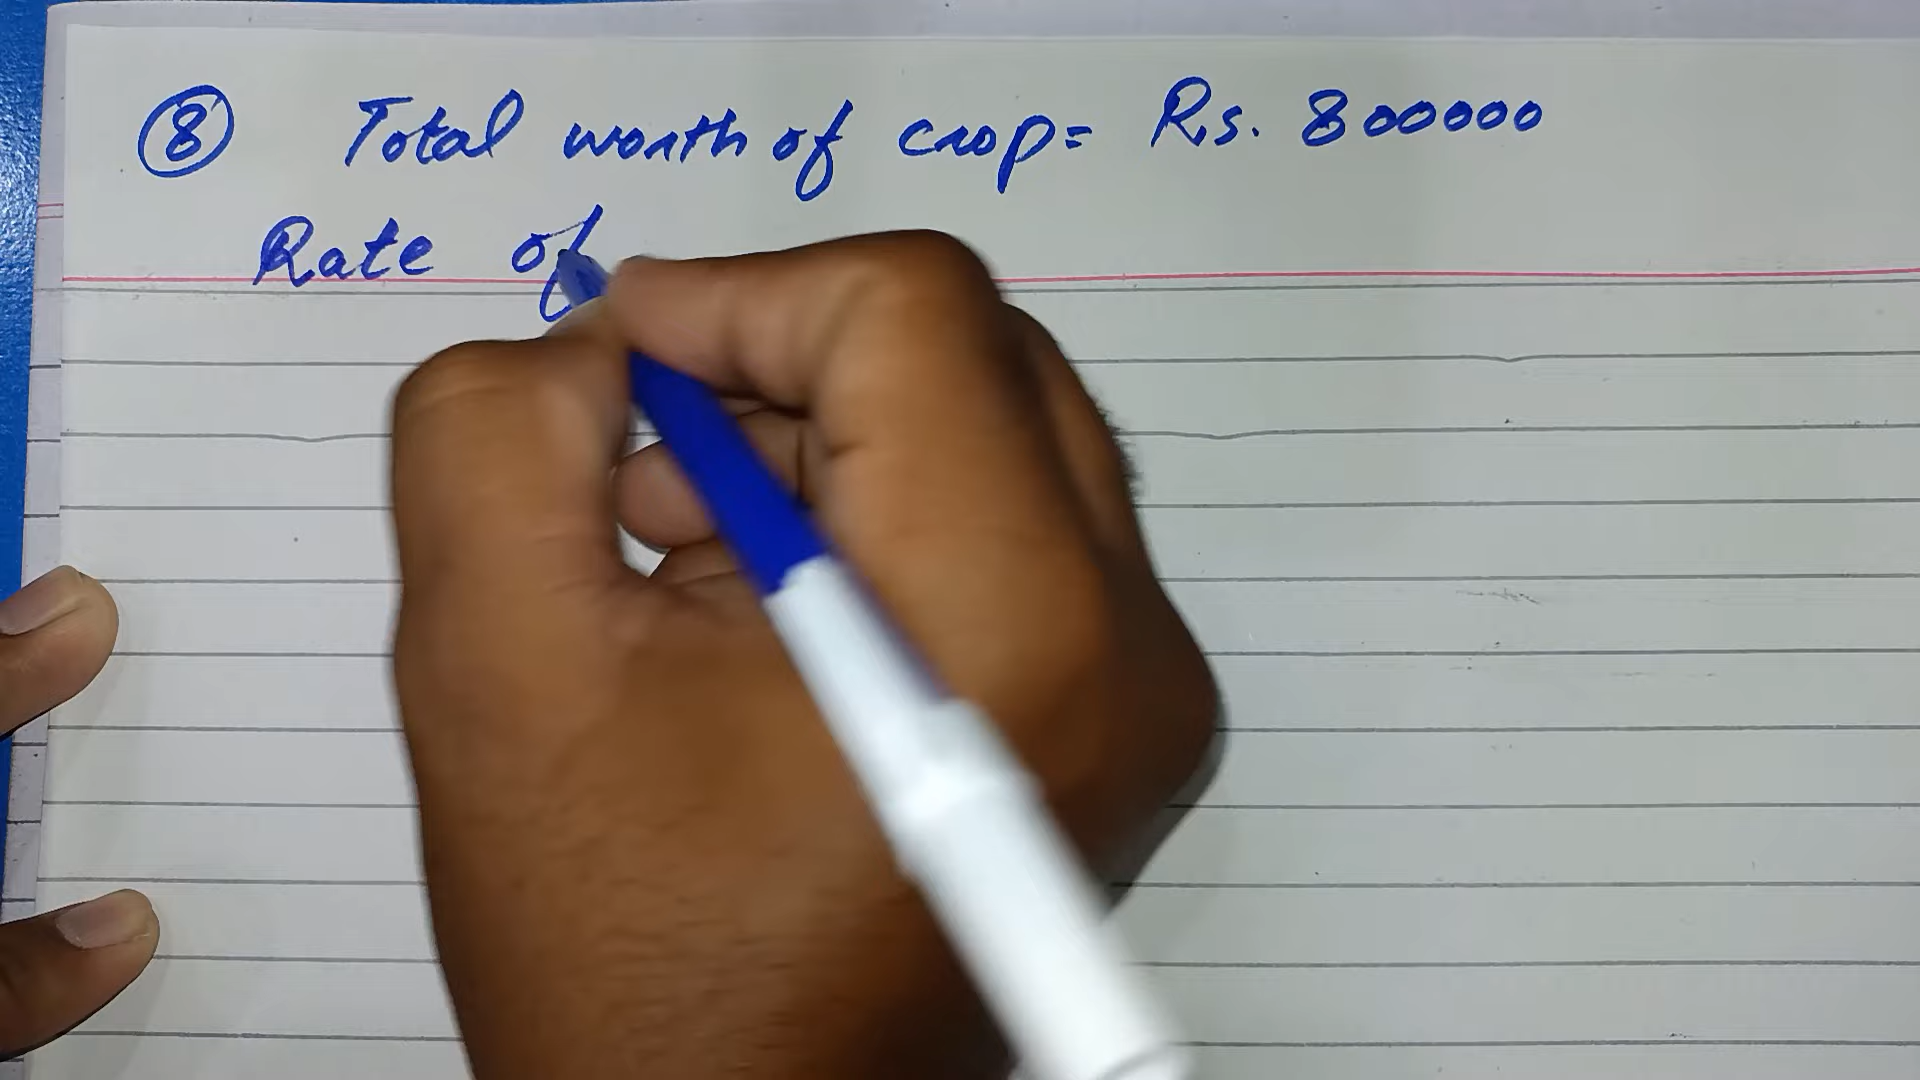 ⑧ Total worth of crop= Rs. 800000
Rate of